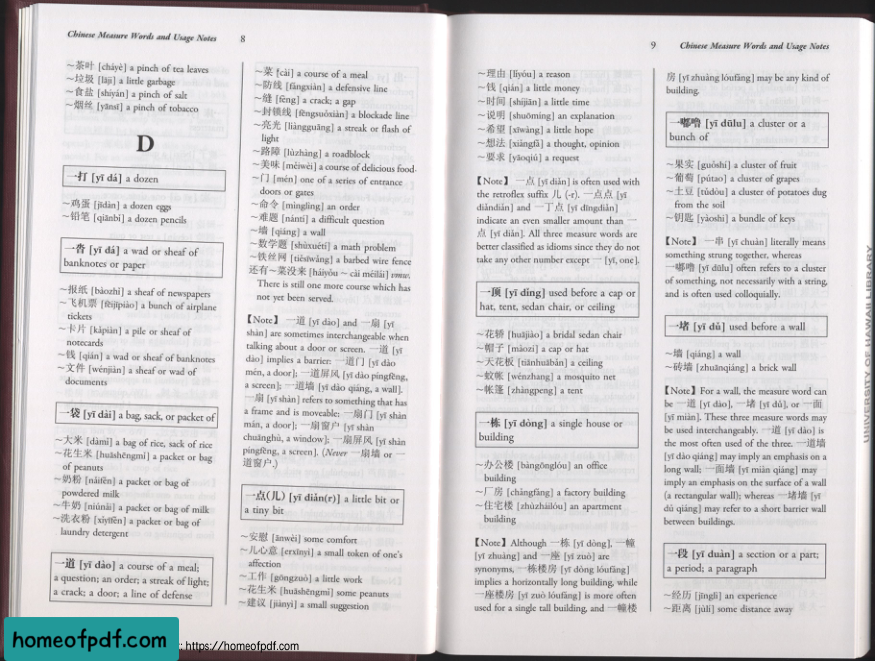 Chinese Measure Words and Usage Notes 8
~茶叶 [cháyè] a pinch of tea leaves
~垃圾 [lājī] a little garbage
~食盐 [shíyán] a pinch of salt
~烟丝 [yānsī] a pinch of tobacco
D
一打 [yī dá] a dozen
~鸡蛋 [jīdàn] a dozen eggs
~铅笔 [qiānbǐ] a dozen pencils
一沓 [yī dá] a wad or sheaf of
banknotes or paper
~报纸 [bàozhǐ] a sheaf of newspapers
~飞机票 [fēijīpiào] a bunch of airplane
tickets
~卡片 [kǎpiàn] a pile or sheaf of
notecards
~钱 [qián] a wad or sheaf of banknotes
~文件 [wénjiàn] a sheaf or wad of
documents
一袋 [yī dài] a bag, sack, or packet of
~大米 [dàmǐ] a bag of rice, sack of rice
~花生米 [huāshēngmǐ] a packet or bag
of peanuts
~奶粉 [nǎifěn] a packet or bag of
powdered milk
~牛奶 [niúnǎi] a packet or bag of milk
~洗衣粉 [xǐyīfěn] a packet or bag of
laundry detergent
一道 [yī dào] a course of a meal;
a question; an order; a streak of light;
a crack; a door; a line of defense
~菜 [cài] a course of a meal
~防线 [fángxiàn] a defensive line
~缝 [fèng] a crack; a gap
~封锁线 [fēngsuǒxiàn] a blockade line
~亮光 [liàngguāng] a streak or flash of
light
~路障 [lùzhàng] a roadblock
~美味 [měiwèi] a course of delicious food
~门 [mén] one of a series of entrance
doors or gates
~命令 [mìnglìng] an order
~难题 [nántí] a difficult question
~墙 [qiáng] a wall
~数学题 [shùxuétí] a math problem
~铁丝网 [tiěsīwǎng] a barbed wire fence
还有~菜没来 [háiyǒu ~ cài méilái] vmw.
There is still one more course which has
not yet been served.
【Note】 一道 [yī dào] and 一扇 [yī
shàn] are sometimes interchangeable when
talking about a door or screen. 一道 [yī
dào] implies a barrier: 一道门 [yī dào
mén, a door]; 一道屏风 [yī dào píngfēng,
a screen]; 一道墙 [yī dào qiáng, a wall].
一扇 [yī shàn] refers to something that has
a frame and is moveable: 一扇门 [yī shàn
mén, a door]; 一扇窗户 [yī shàn
chuānghù, a window]; 一扇屏风 [yī shàn
píngfēng, a screen]. (Never 一扇墙 or 一
道窗户.)
一点(儿) [yī diǎn(r)] a little bit or
a tiny bit
~安慰 [ānwèi] some comfort
~儿心意 [erxīnyì] a small token of one's
affection
~工作 [gōngzuò] a little work
~花生米 [huāshēngmǐ] some peanuts
~建议 [jiànyì] a small suggestion
9 Chinese Measure Words and Usage Notes
~理由 [lǐyóu] a reason
~钱 [qián] a little money
~时间 [shíjiān] a little time
~说明 [shuōmíng] an explanation
~希望 [xīwàng] a little hope
~想法 [xiǎngfǎ] a thought, opinion
~要求 [yāoqiú] a request
【Note】 一点 [yī diǎn] is often used with
the retroflex suffix 儿 (-r). 一点点 [yī
diǎndiǎn] and 一丁点 [yī dīngdiǎn]
indicate an even smaller amount than 一
点 [yī diǎn]. All three measure words are
better classified as idioms since they do not
take any other number except 一 [yī, one].
一顶 [yī dǐng] used before a cap or
hat, tent, sedan chair, or ceiling
~花轿 [huājiào] a bridal sedan chair
~帽子 [màozi] a cap or hat
~天花板 [tiānhuābǎn] a ceiling
~蚊帐 [wénzhàng] a mosquito net
~帐篷 [zhàngpeng] a tent
一栋 [yī dòng] a single house or
building
~办公楼 [bàngōnglóu] an office
building
~厂房 [chǎngfáng] a factory building
~住宅楼 [zhùzháilóu] an apartment
building
【Note】 Although 一栋 [yī dòng], 一幢
[yī zhuàng] and 一座 [yī zuò] are
synonyms, 一栋楼房 [yī dòng lóufáng]
implies a horizontally long building, while
一座楼房 [yī zuò lóufáng] is more often
used for a single tall building, and 一幢楼
房 [yī zhuàng lóufáng] may be any kind of
building.
一嘟噜 [yī dūlu] a cluster or a
bunch of
~果实 [guǒshí] a cluster of fruit
~葡萄 [pútao] a cluster of grapes
~土豆 [tǔdòu] a cluster of potatoes dug
from the soil
~钥匙 [yàoshi] a bundle of keys
【Note】 一串 [yī chuàn] literally means
something strung together, whereas
一嘟噜 [yī dūlu] often refers to a cluster
of something, not necessarily with a string,
and is often used colloquially.
一堵 [yī dǔ] used before a wall
~墙 [qiáng] a wall
~砖墙 [zhuānqiáng] a brick wall
【Note】 For a wall, the measure word can
be 一道 [yī dào], 一堵 [yī dǔ], or 一面
[yī miàn]. These three measure words may
be used interchangeably. 一道 [yī dào] is
the most often used of the three. 一道墙
[yī dào qiáng] may imply an emphasis on a
long wall; 一面墙 [yī miàn qiáng] may
imply an emphasis on the surface of a wall
(a rectangular wall); whereas 一堵墙 [yī
dǔ qiáng] may refer to a short barrier wall
between buildings.
一段 [yī duàn] a section or a part;
a period; a paragraph
~经历 [jīnglì] an experience
~距离 [jùlí] some distance away
UNIVERSITY OF HAWAII LIBRARY
homeofpdf.com
: https://homeofpdf.com